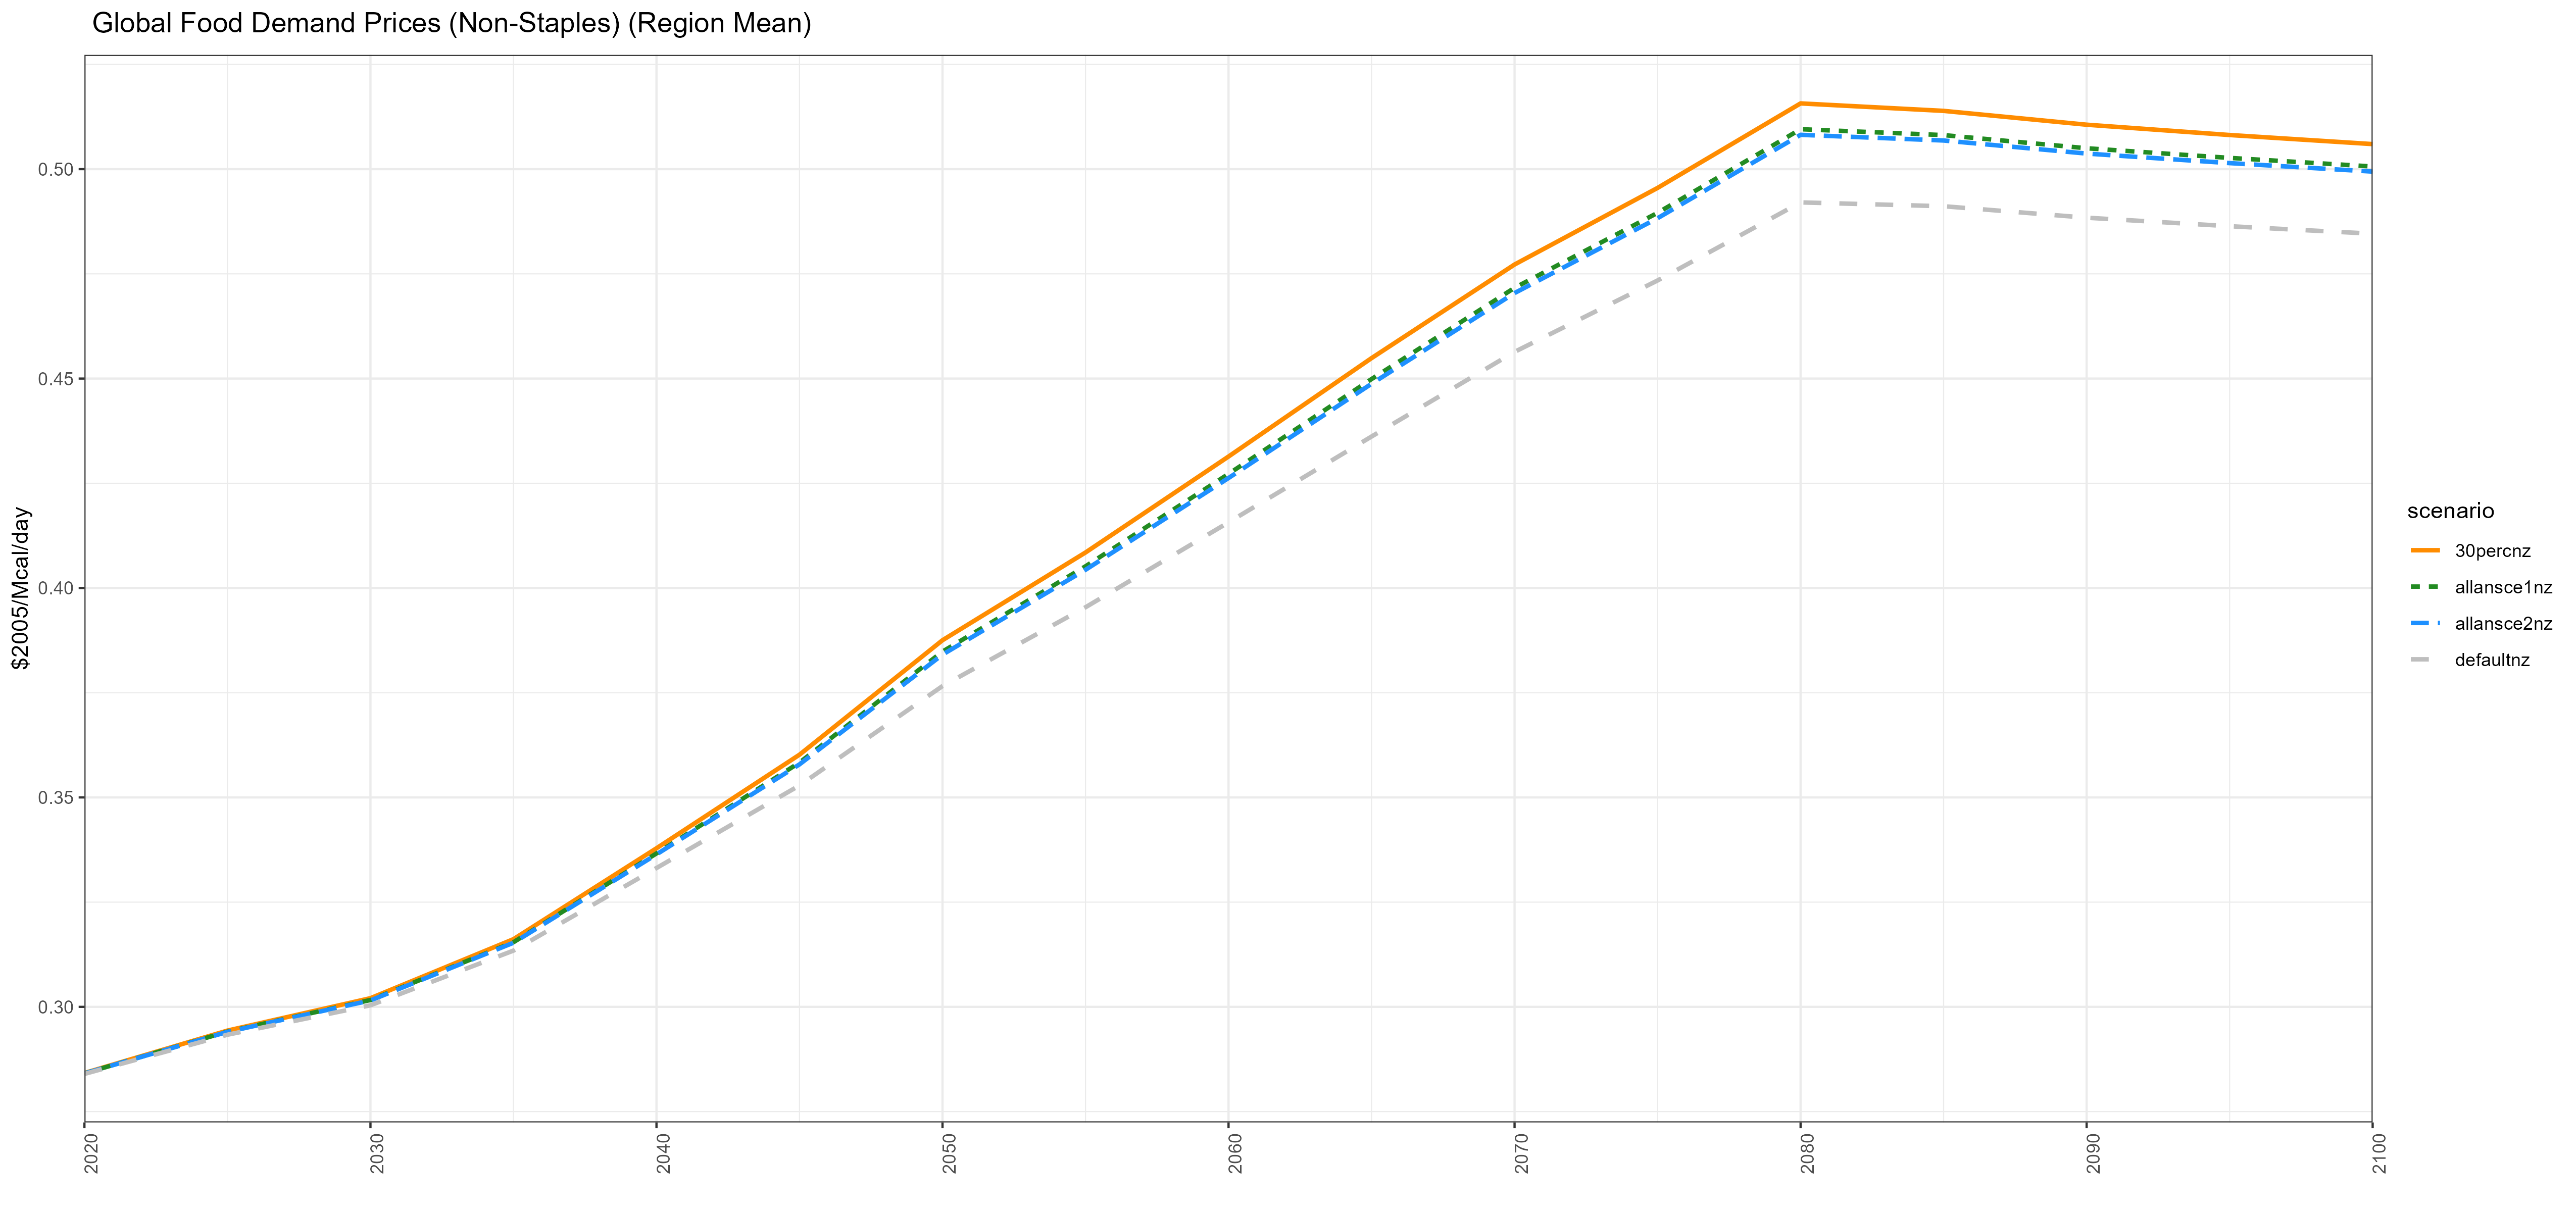 Global Food Demand Prices (Non-Staples) (Region Mean)
$2005/Mcal/day
0.50
0.45
0.40
0.35
0.30
2020
2030
2040
2050
2060
2070
2080
2090
2100
scenario
30percnz
allansce1nz
allansce2nz
defaultnz